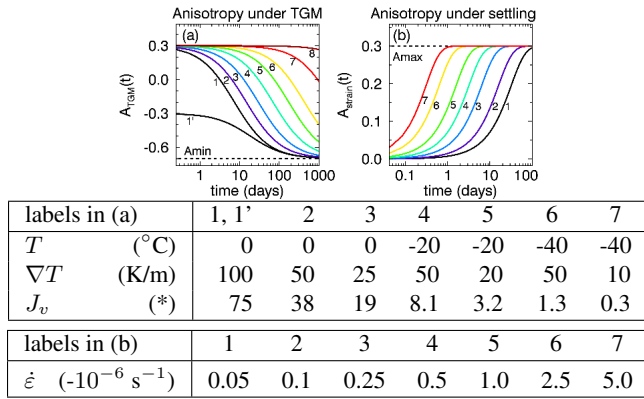 Anisotropy under TGM
Anisotropy under settling
(a)
0.3
0.0
-0.3
-0.6
A_TGM(t)
1 2 3 4 5 6 7 8
1'
Amin
1 10 100 1000
time (days)
(b)
0.3
0.2
0.1
0.0
A_strain(t)
Amax
7 6 5 4 3 2 1
0.1 1.0 10.0
time (days)
labels in (a) 1, 1’ 2 3 4 5 6 7
T (°C) 0 0 0 -20 -20 -40 -40
∇T (K/m) 100 50 25 50 20 50 10
J_v (*) 75 38 19 8.1 3.2 1.3 0.3
labels in (b) 1 2 3 4 5 6 7
ε̇ (-10⁻⁶ s⁻¹) 0.05 0.1 0.25 0.5 1.0 2.5 5.0